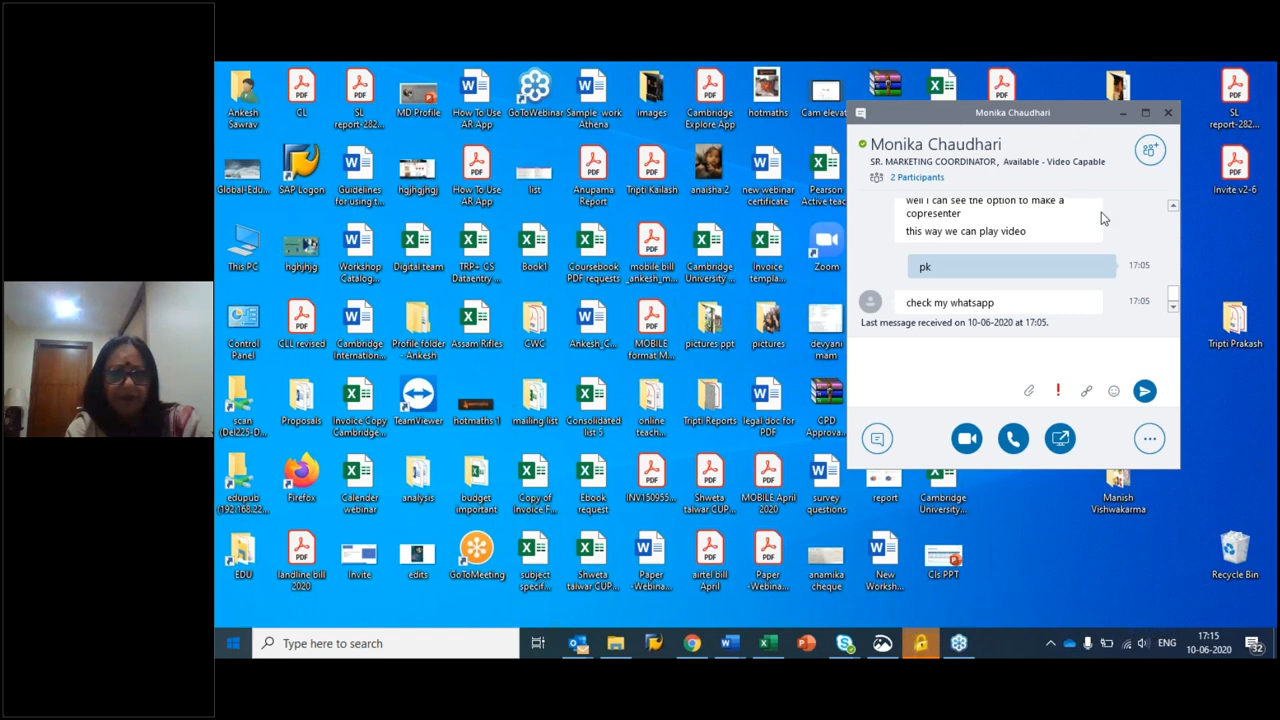 Ankesh
Sawrav
CL
SL
report-282...
MD.Profile
How To Use
AR App
GoToWebinar
Sample_work
Athena
images
Cambridge
Explore App
hotmaths
Cam elevat
SL
report-282...
Global-Edu...
SAP Logon
Guidelines
for using t...
hgjhjghjgj
How To Use
AR App
list
Anupama
Report
Tripti Kailash
anaisha 2
new webinar
certificate
Pearson
Active teac
Invite v2-6
This PC
hghjhjg
Workshop
Catalog...
Digital team
TRP+ CS
Dataentry...
Book1
Coursebook
PDF requests
mobile bill
_ankesh_m...
Cambridge
University ...
Invoice
templa...
Zoom
Control
Panel
CLL revised
Cambridge
Internation...
Profile folder
- Ankesh
Assam Rifles
CWC
Ankesh_C...
MOBILE
format M...
pictures ppt
pictures
devyani
mam
Tripti Prakash
scan
(Del225-D...
Proposals
Invoice Copy
Cambridge...
TeamViewer
hotmaths 1
mailing list
Consolidated
list 5
online
teach...
Tripti Reports
legal doc for
PDF
CPD
Approva...
edupub
(192.168.22...
Firefox
Calender
webinar
analysis
budget
important
Copy of
Invoice F...
Ebook
request
INV150955...
Shweta
talwar CUP...
MOBILE April
2020
survey
questions
report
Cambridge
University,...
Manish
Vishwakarma
EDU
landline bill
2020
Invite
edits
GoToMeeting
subject
specif...
Shweta
talwar CUP...
Paper
-Webina...
airtel bill
April
Paper
-Webina...
anamika
cheque
New
Worksh...
CIs PPT
Recycle Bin
Monika Chaudhari
Monika Chaudhari
SR. MARKETING COORDINATOR, Available - Video Capable
2 Participants
well i can see the option to make a
copresenter
this way we can play video
pk
17:05
check my whatsapp
17:05
Last message received on 10-06-2020 at 17:05.
Type here to search
ENG
17:15
10-06-2020
32